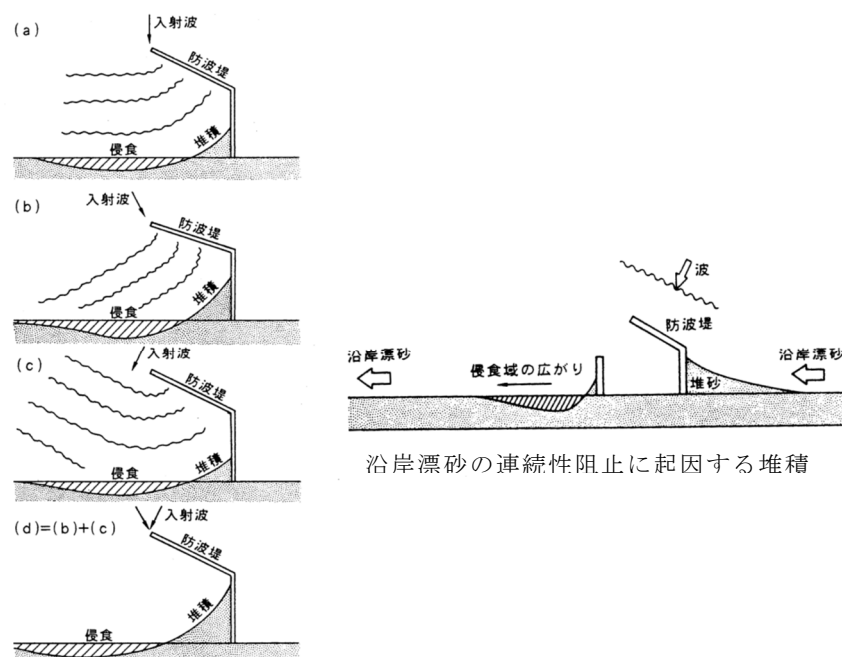 (a)
入射波
防波堤
侵食
堆積
(b)
入射波
防波堤
侵食
堆積
(c)
入射波
防波堤
侵食
堆積
(d)=(b)+(c)
入射波
防波堤
侵食
堆積
波
防波堤
沿岸漂砂
侵食域の広がり
堆砂
沿岸漂砂
沿岸漂砂の連続性阻止に起因する堆積